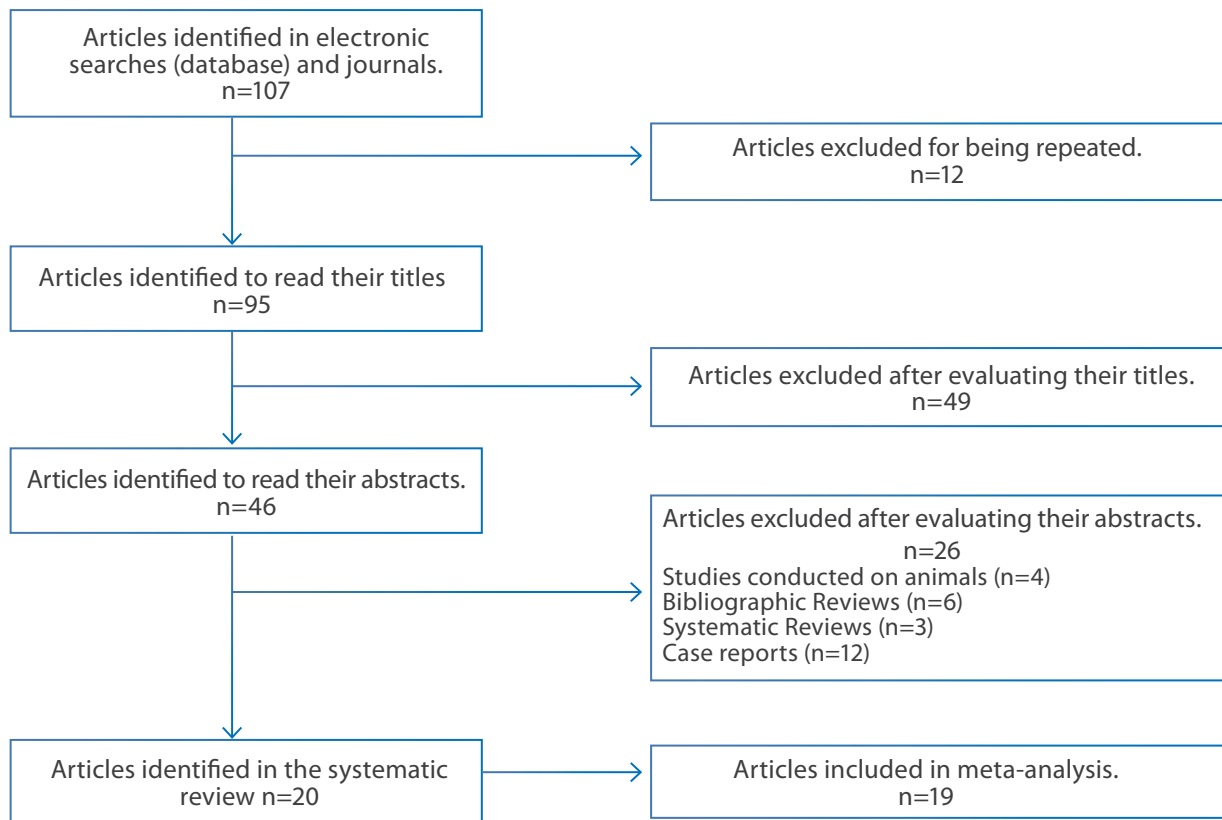 Articles identified in electronic
searches (database) and journals.
n=107
Articles excluded for being repeated.
n=12
Articles identified to read their titles
n=95
Articles excluded after evaluating their titles.
n=49
Articles identified to read their abstracts.
n=46
Articles excluded after evaluating their abstracts.
n=26
Studies conducted on animals (n=4)
Bibliographic Reviews (n=6)
Systematic Reviews (n=3)
Case reports (n=12)
Articles identified in the systematic
review n=20
Articles included in meta-analysis.
n=19